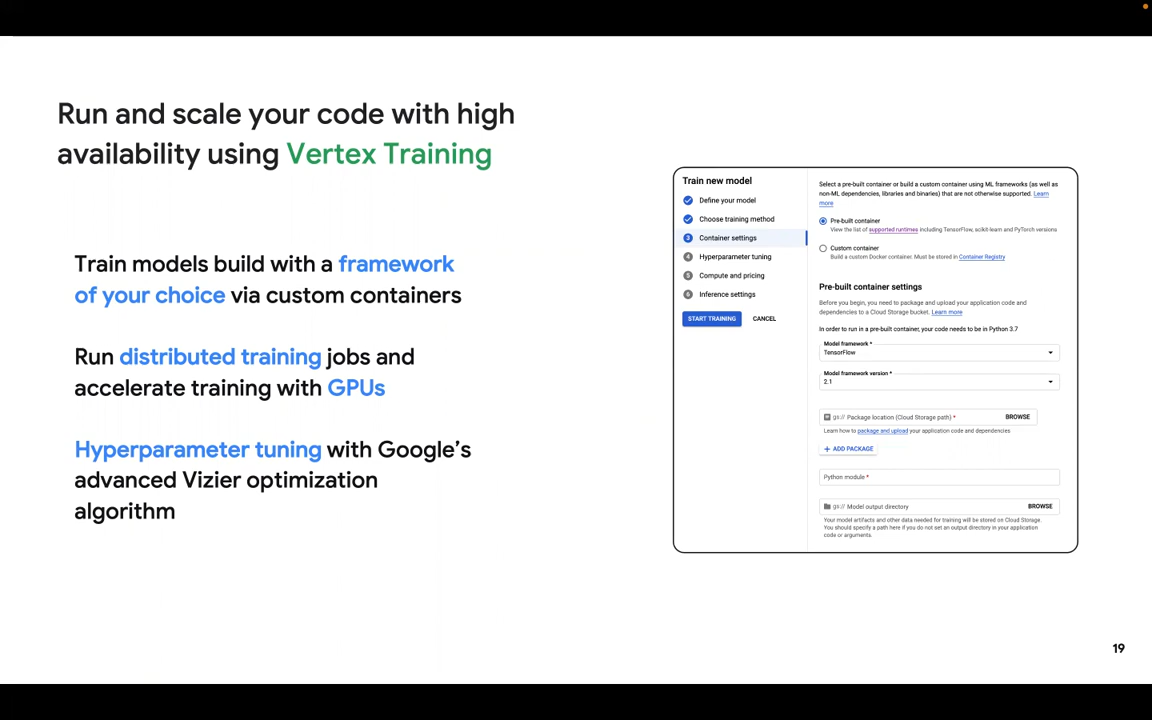 Run and scale your code with high
availability using Vertex Training
Train models build with a framework
of your choice via custom containers
Run distributed training jobs and
accelerate training with GPUs
Hyperparameter tuning with Google's
advanced Vizier optimization
algorithm
Train new model
Define your model
Choose training method
3 Container settings
4 Hyperparameter tuning
5 Compute and pricing
6 Inference settings
START TRAINING CANCEL
Select a pre-built container or build a custom container using ML frameworks (as well as
non-ML dependencies, libraries and binaries) that are not otherwise supported. Learn
more
Pre-built container
View the list of supported runtimes including TensorFlow, scikit-learn and PyTorch versions
Custom container
Build a custom Docker container. Must be stored in Container Registry
Pre-built container settings
Before you begin, you need to package and upload your application code and
dependencies to a Cloud Storage bucket. Learn more
In order to run in a pre-built container, your code needs to be in Python 3.7
Model framework *
TensorFlow
Model framework version *
2.1
gs:// Package location (Cloud Storage path) * BROWSE
Learn how to package and upload your application code and dependencies
+ ADD PACKAGE
Python module *
gs:// Model output directory BROWSE
Your model artifacts and other data needed for training will be stored on Cloud Storage.
You should specify a path here if you do not set an output directory in your application
code or arguments.
19